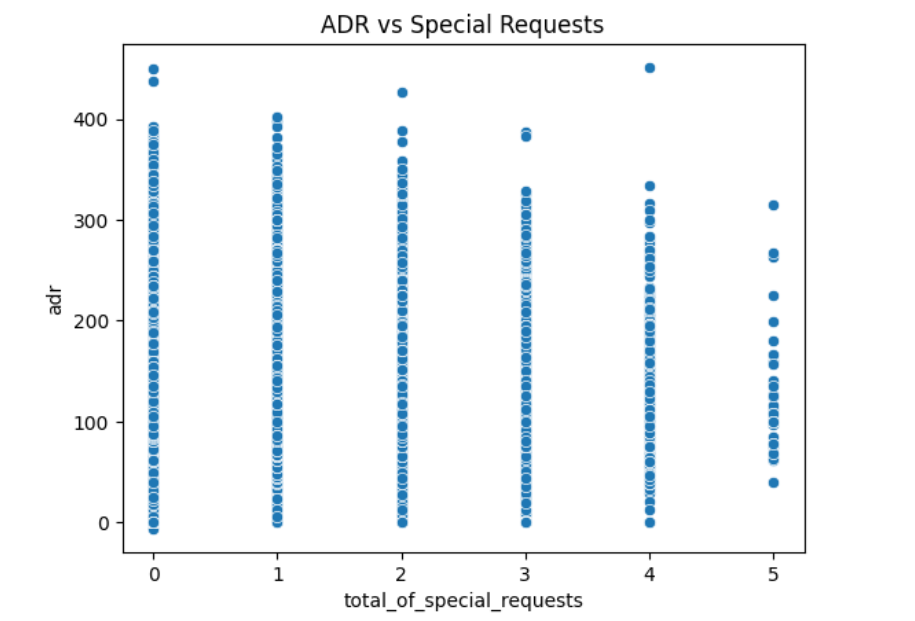 ADR vs Special Requests
400
300
200
100
0
adr
0 1 2 3 4 5
total_of_special_requests